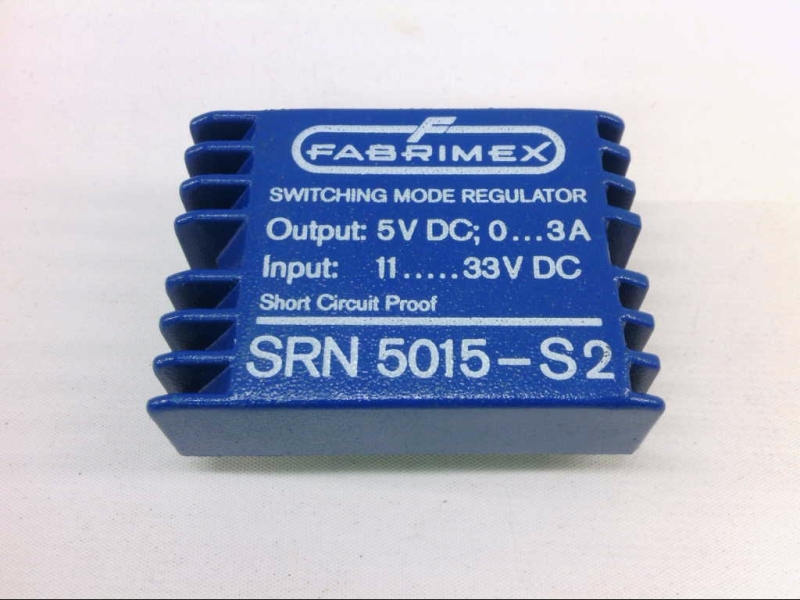 FABRIMEX
SWITCHING MODE REGULATOR
Output: 5V DC; 0...3A
Input: 11.....33V DC
Short Circuit Proof
SRN 5015-S2